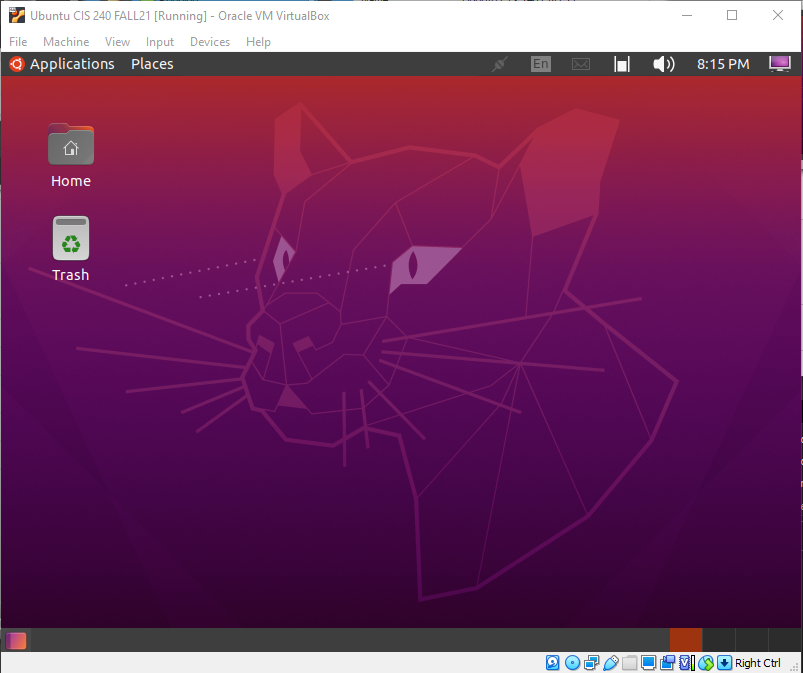 Ubuntu CIS 240 FALL21 [Running] - Oracle VM VirtualBox
File Machine View Input Devices Help
Applications Places En 8:15 PM
Home
Trash
Right Ctrl